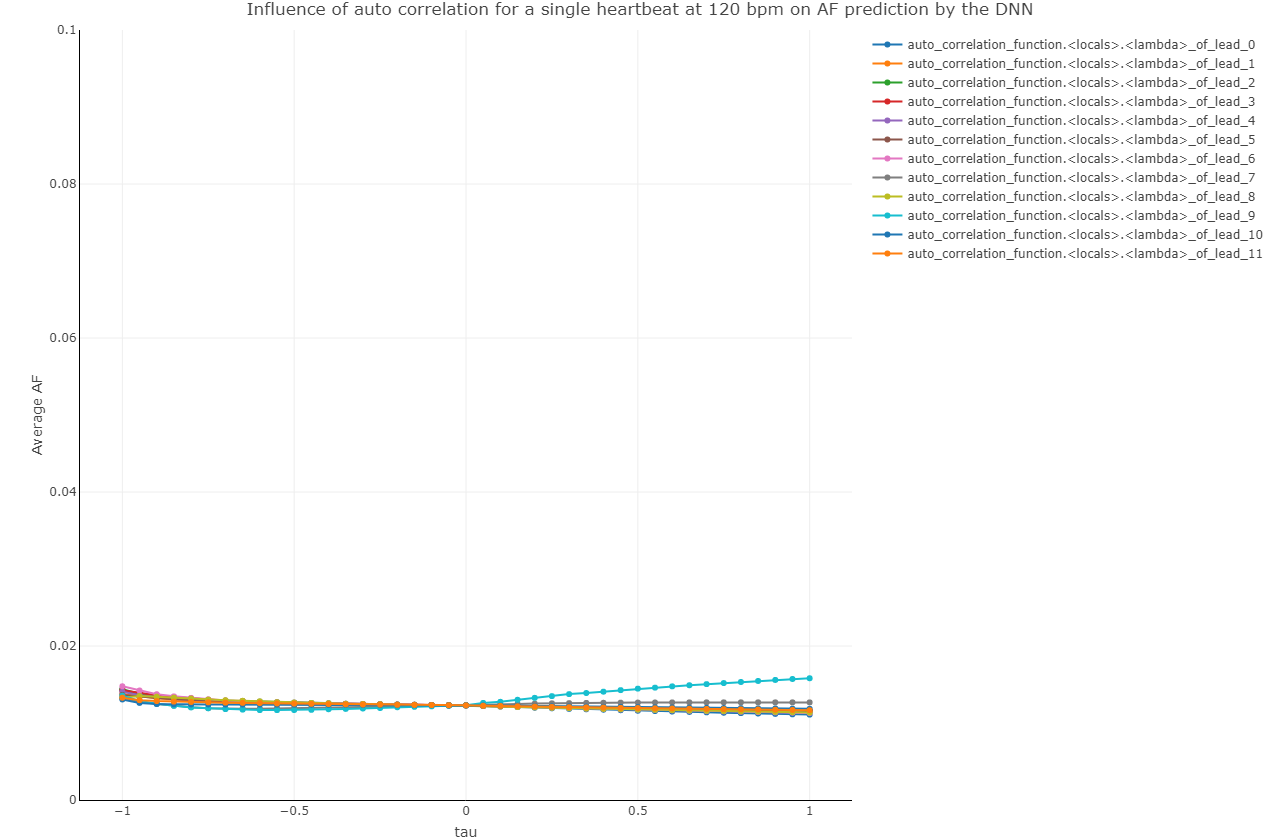 Influence of auto correlation for a single heartbeat at 120 bpm on AF prediction by the DNN
0.1
0.08
0.06
0.04
0.02
0
Average AF
−1
−0.5
0
0.5
1
tau
auto_correlation_function.<locals>.<lambda>_of_lead_0
auto_correlation_function.<locals>.<lambda>_of_lead_1
auto_correlation_function.<locals>.<lambda>_of_lead_2
auto_correlation_function.<locals>.<lambda>_of_lead_3
auto_correlation_function.<locals>.<lambda>_of_lead_4
auto_correlation_function.<locals>.<lambda>_of_lead_5
auto_correlation_function.<locals>.<lambda>_of_lead_6
auto_correlation_function.<locals>.<lambda>_of_lead_7
auto_correlation_function.<locals>.<lambda>_of_lead_8
auto_correlation_function.<locals>.<lambda>_of_lead_9
auto_correlation_function.<locals>.<lambda>_of_lead_10
auto_correlation_function.<locals>.<lambda>_of_lead_11